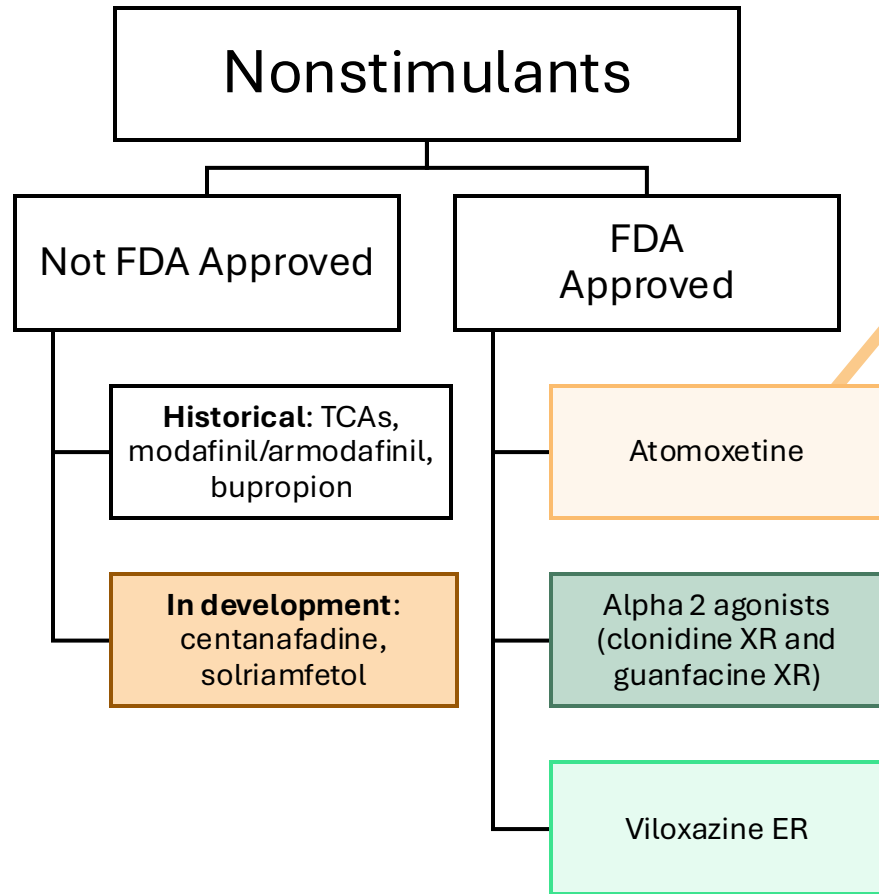 Nonstimulants
Not FDA Approved
FDA
Approved
Historical: TCAs,
modafinil/armodafinil,
bupropion
Atomoxetine
In development:
centanafadine,
solriamfetol
Alpha 2 agonists
(clonidine XR and
guanfacine XR)
Viloxazine ER